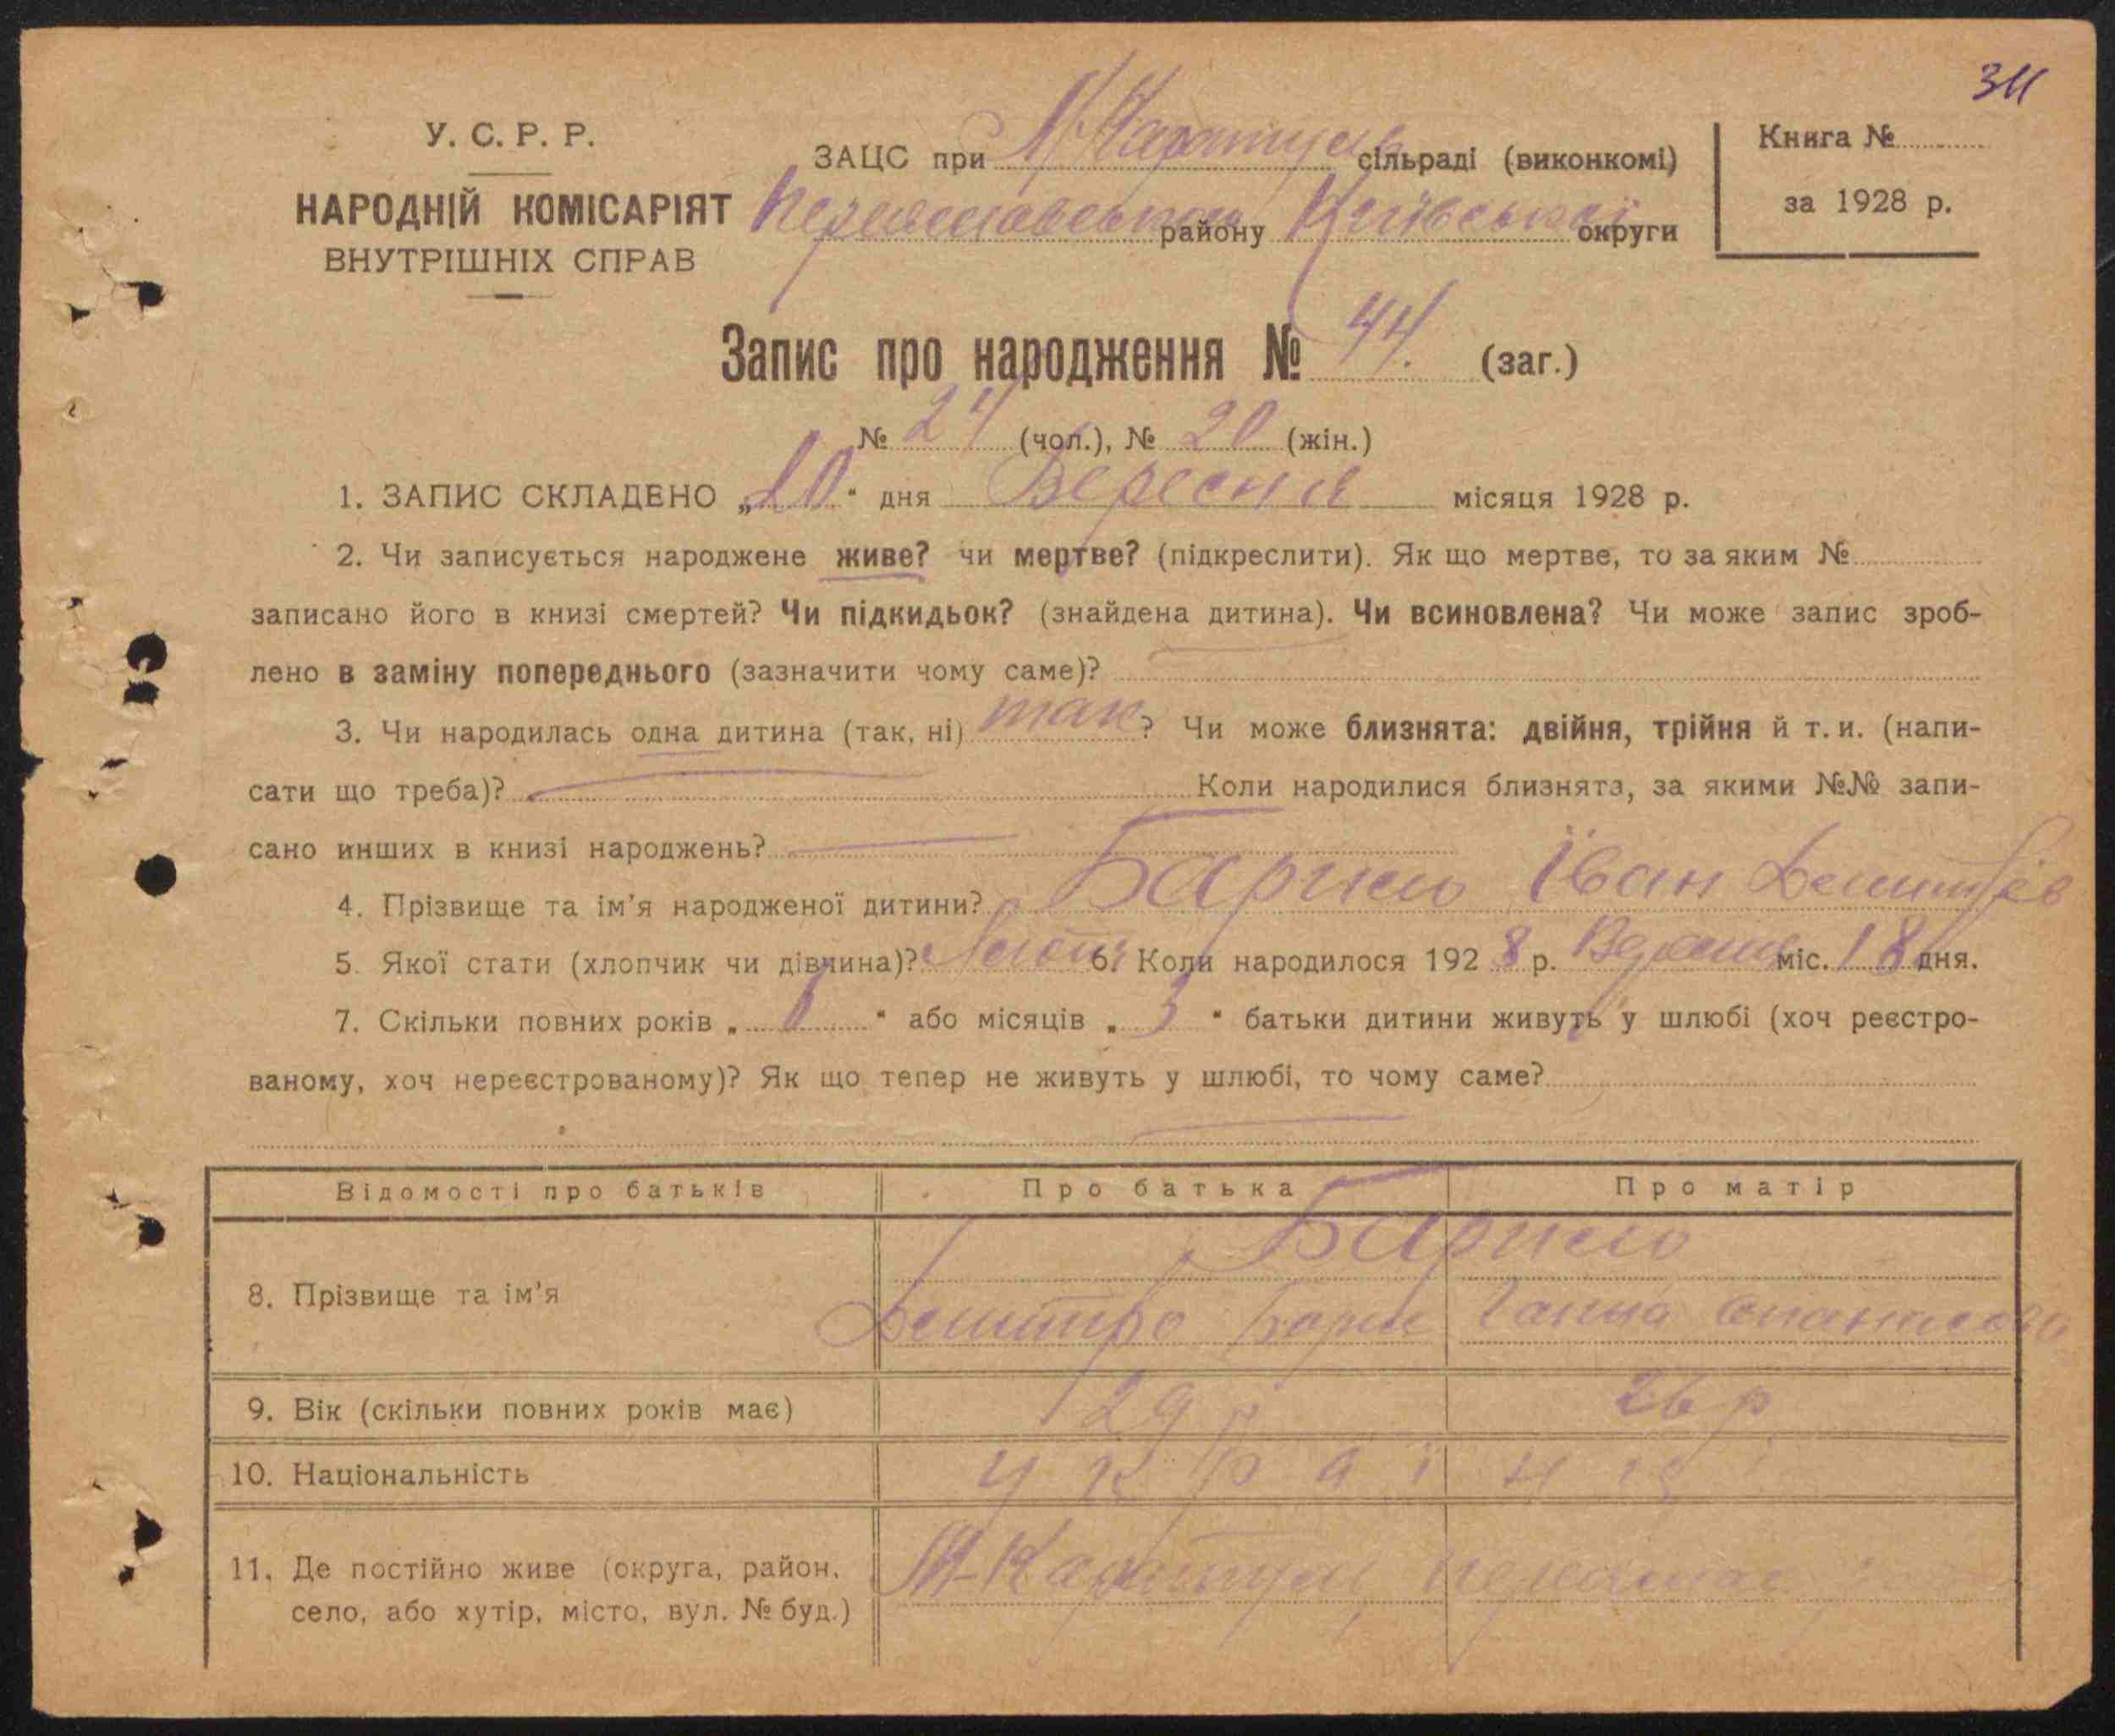 311
У. С. Р. Р.
НАРОДНІЙ КОМІСАРІЯТ
ВНУТРІШНІХ СПРАВ
ЗАЦС при М Каратуль сільраді (виконкомі)
району Київської округи
Книга №
за 1928 р.
Запис про народження № 44. (заг.)
№ 24 (чол.), № 20 (жін.)
1. ЗАПИС СКЛАДЕНО „20" дня Вересня місяця 1928 р.
2. Чи записується народжене живе? чи мертве? (підкреслити). Як що мертве, то за яким №
записано його в книзі смертей? Чи підкидьок? (знайдена дитина). Чи всиновлена? Чи може запис зроб-
лено в заміну попереднього (зазначити чому саме)?
3. Чи народилась одна дитина (так, ні) так ? Чи може близнята: двійня, трійня й т. и. (напи-
сати що треба)? Коли народилися близнята, за якими №№ запи-
сано инших в книзі народжень?
4. Прізвище та ім'я народженої дитини? Іван
5. Якої стати (хлопчик чи дівчина)? 6. Коли народилося 1928 р. Вересня міс. 18 дня.
7. Скільки повних років „ " або місяців „ 3 " батьки дитини живуть у шлюбі (хоч реєстро-
ваному, хоч нереєстрованому)? Як що тепер не живуть у шлюбі, то чому саме?
Відомості про батьків
Про батька
Про матір
8. Прізвище та ім'я
Ганна
9. Вік (скільки повних років має)
29 р
26 р
10. Національність
україн
11. Де постійно живе (округа, район,
село, або хутір, місто, вул. № буд.)
М-Каратуль